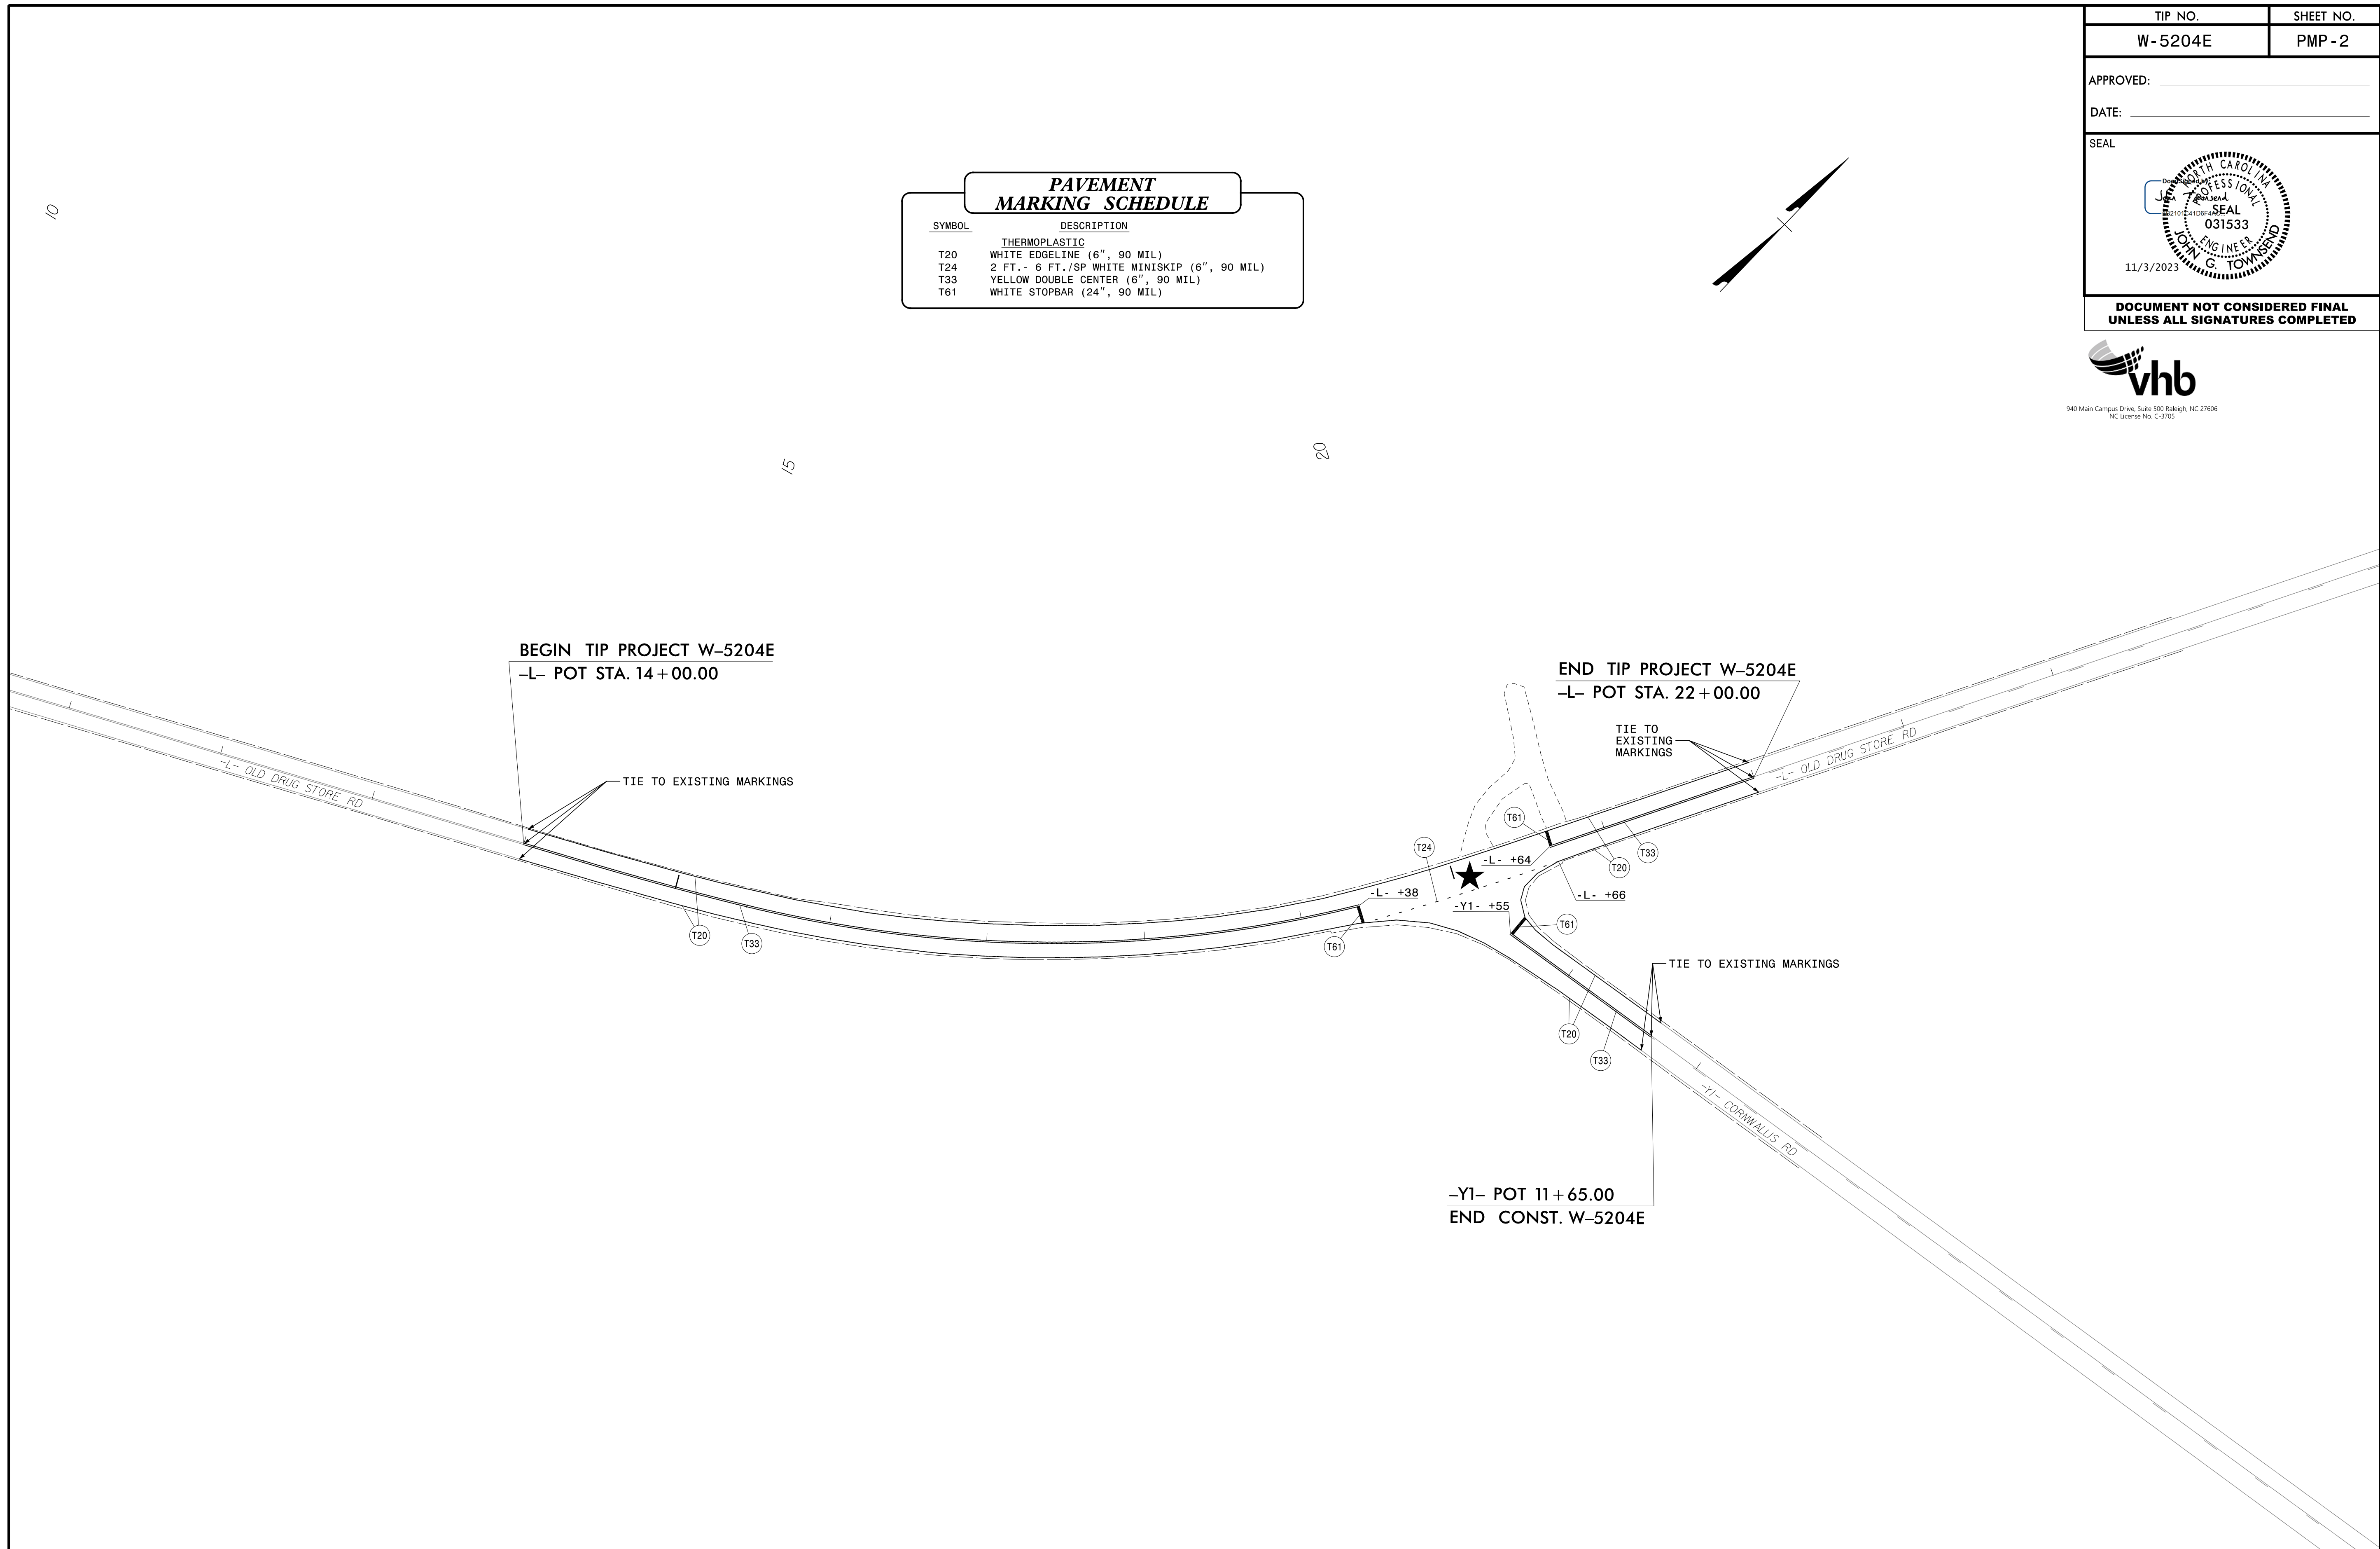 TIP NO.
SHEET NO.
W-5204E
PMP-2
APPROVED:
DATE:
SEAL
NORTH CAROLINA
PROFESSIONAL
SEAL
031533
ENGINEER
JOHN G. TOWNSEND
11/3/2023
DOCUMENT NOT CONSIDERED FINAL
UNLESS ALL SIGNATURES COMPLETED
vhb
940 Main Campus Drive, Suite 500 Raleigh, NC 27606
NC License No. C-3705
PAVEMENT
MARKING SCHEDULE
SYMBOL DESCRIPTION
THERMOPLASTIC
T20 WHITE EDGELINE (6", 90 MIL)
T24 2 FT.- 6 FT./SP WHITE MINISKIP (6", 90 MIL)
T33 YELLOW DOUBLE CENTER (6", 90 MIL)
T61 WHITE STOPBAR (24", 90 MIL)
10
15
20
BEGIN TIP PROJECT W–5204E
–L– POT STA. 14+00.00
TIE TO EXISTING MARKINGS
-L- OLD DRUG STORE RD
T20
T33
END TIP PROJECT W–5204E
–L– POT STA. 22+00.00
TIE TO
EXISTING
MARKINGS
-L- OLD DRUG STORE RD
T61
T24
-L- +64
T33
T20
-L- +38
-L- +66
-Y1- +55
T61
T61
TIE TO EXISTING MARKINGS
T20
T33
-Y1- CORNWALLIS RD
–Y1– POT 11+65.00
END CONST. W–5204E